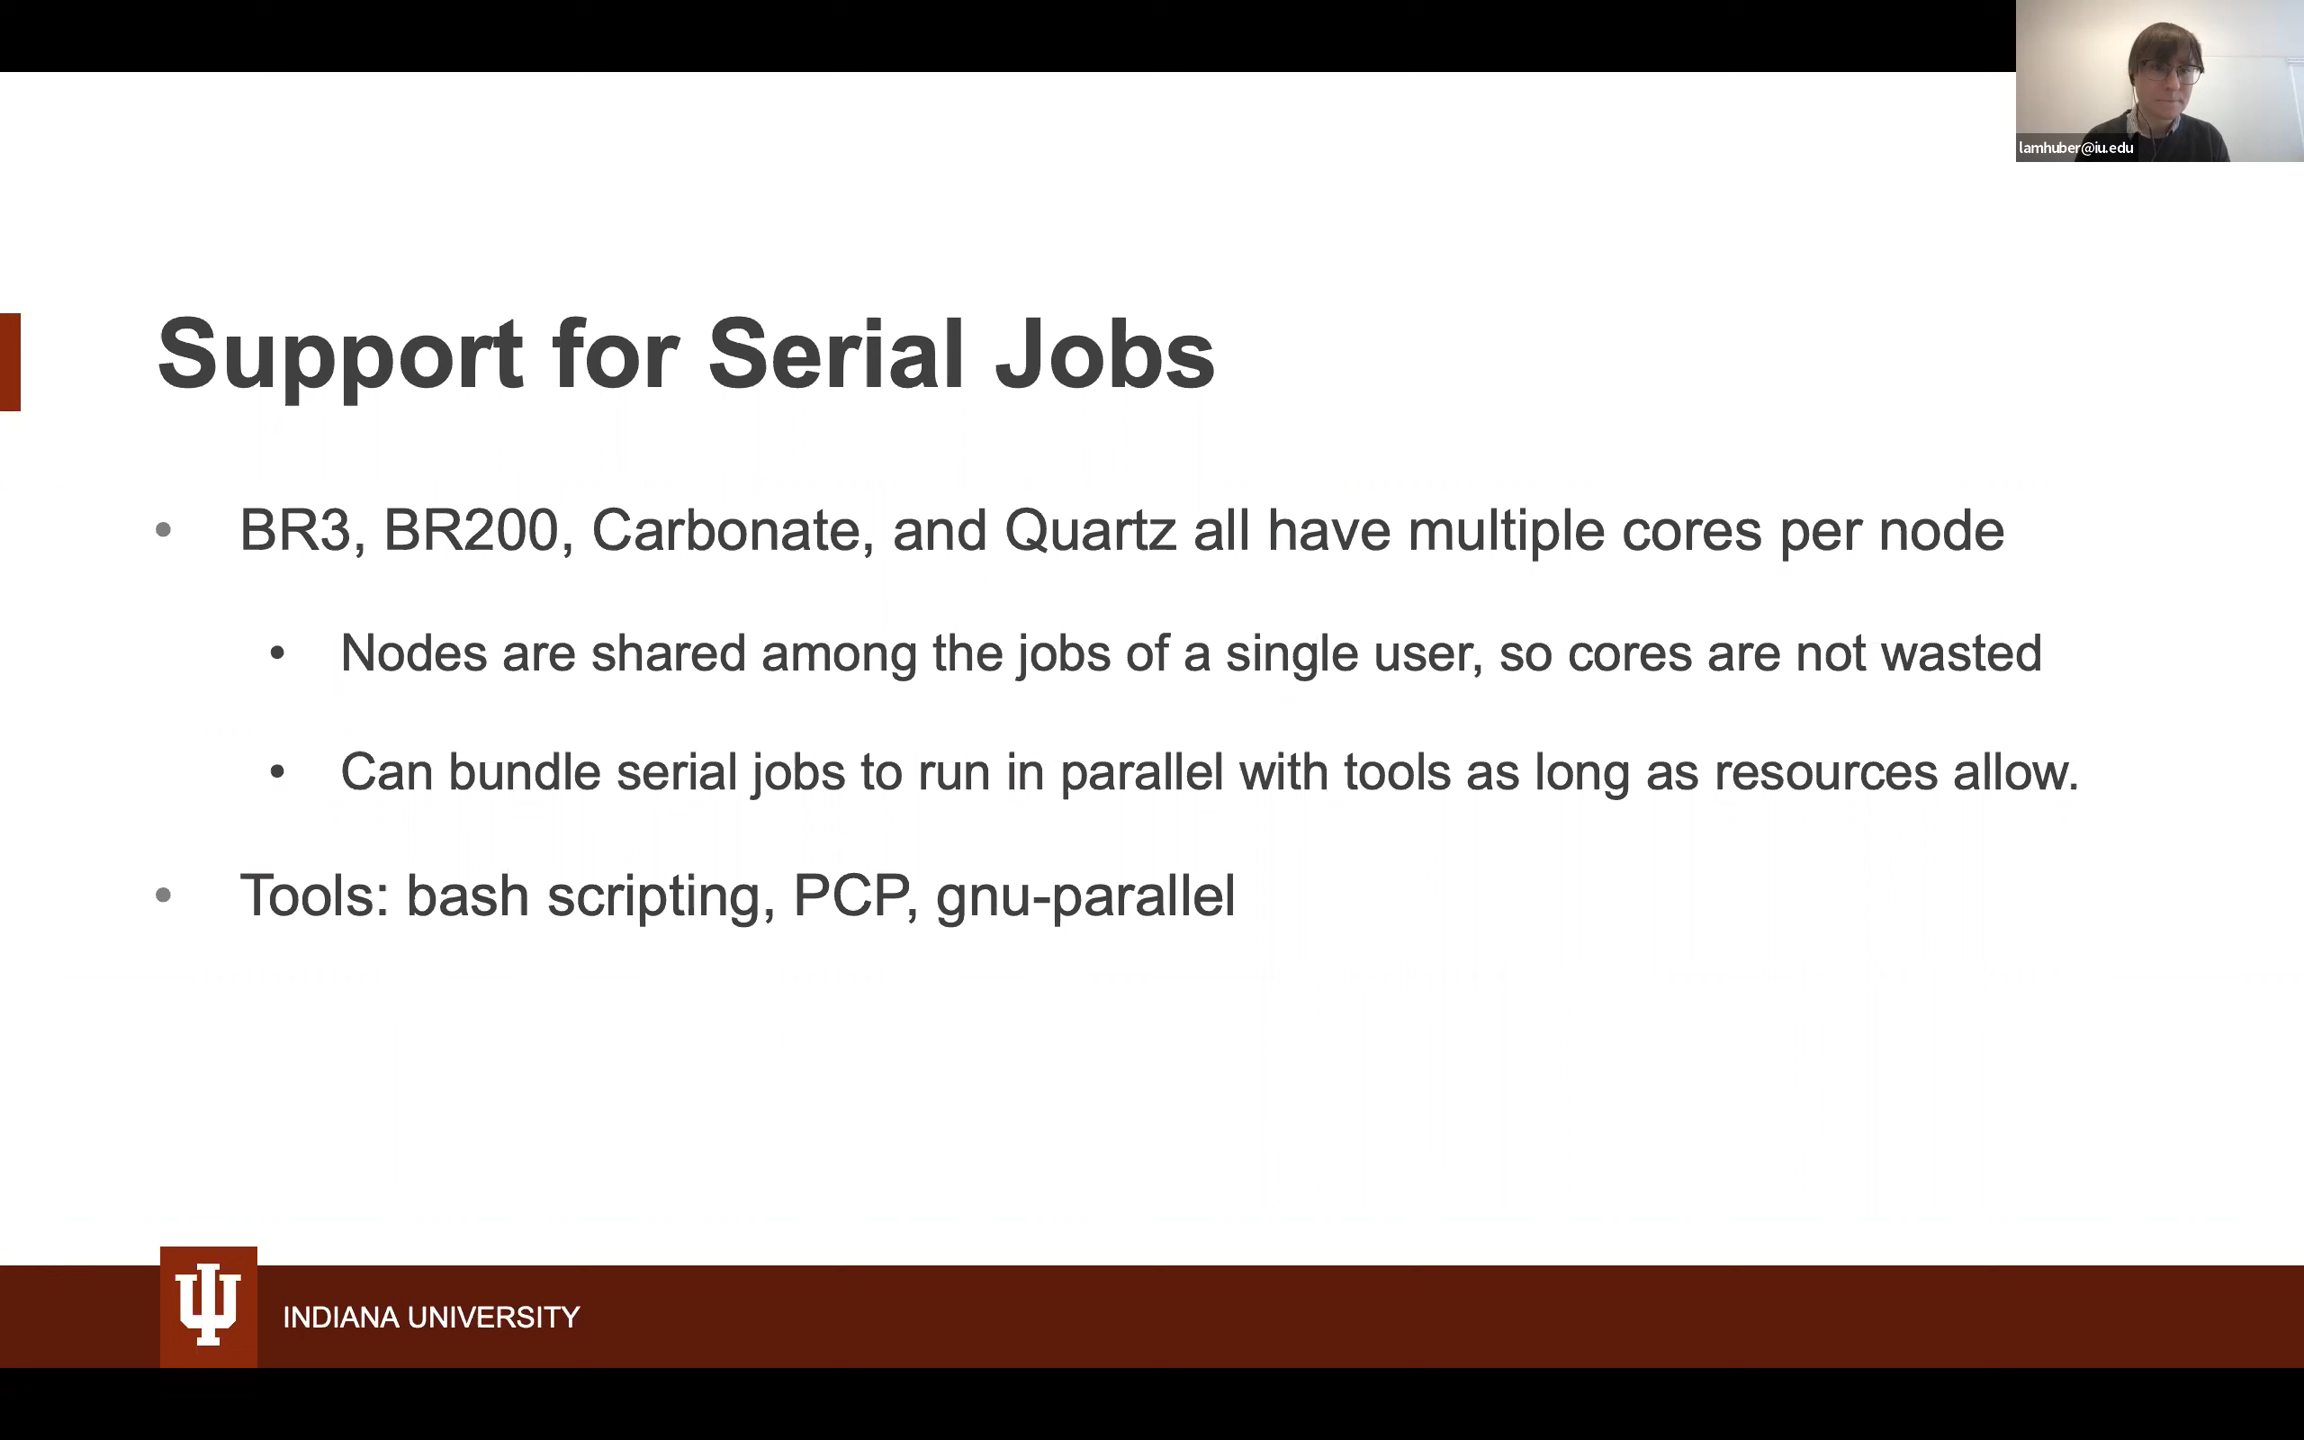 lamhuber@iu.edu
Support for Serial Jobs
• BR3, BR200, Carbonate, and Quartz all have multiple cores per node
• Nodes are shared among the jobs of a single user, so cores are not wasted
• Can bundle serial jobs to run in parallel with tools as long as resources allow.
• Tools: bash scripting, PCP, gnu-parallel
INDIANA UNIVERSITY